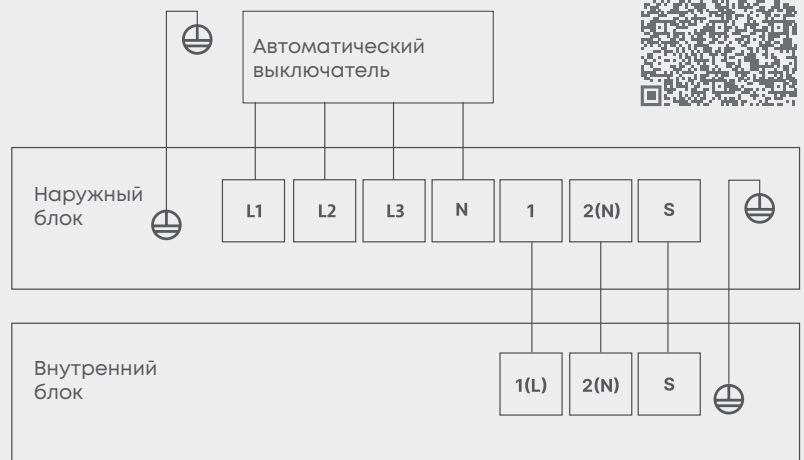 Автоматический
выключатель
Наружный
блок
L1 L2 L3 N 1 2(N) S
Внутренний
блок
1(L) 2(N) S